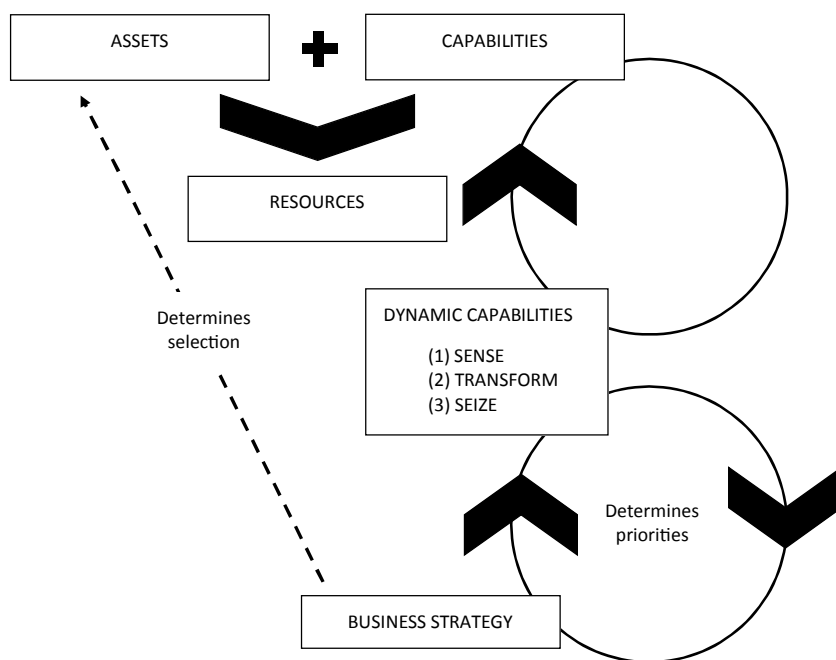 ASSETS
CAPABILITIES
RESOURCES
DYNAMIC CAPABILITIES
(1) SENSE
(2) TRANSFORM
(3) SEIZE
Determines
selection
Determines
priorities
BUSINESS STRATEGY